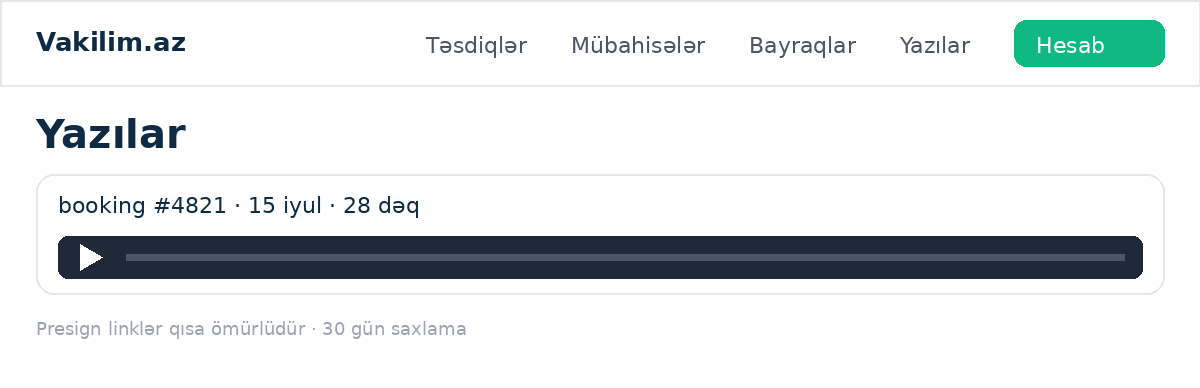 Vakilim.az
Təsdiqlər Mübahisələr Bayraqlar Yazılar Hesab
Yazılar
booking #4821 · 15 iyul · 28 dəq
Presign linklər qısa ömürlüdür · 30 gün saxlama